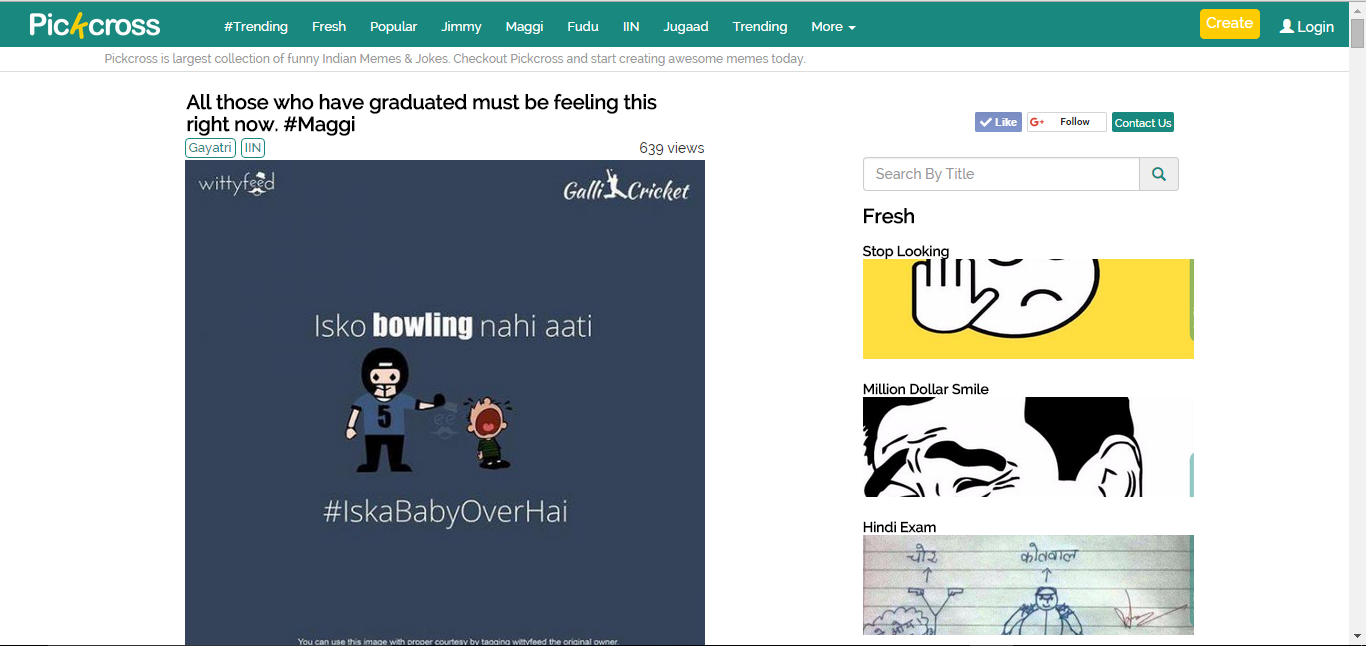 Pickcross
#Trending Fresh Popular Jimmy Maggi Fudu IIN Jugaad Trending More
Create
Login
Pickcross is largest collection of funny Indian Memes & Jokes. Checkout Pickcross and start creating awesome memes today.
All those who have graduated must be feeling this
right now. #Maggi
Gayatri IIN
639 views
wittyfeed
Galli Cricket
Isko bowling nahi aati
5
#IskaBabyOverHai
You can use this image with proper courtesy by tagging wittyfeed the original owner.
Like
G+ Follow
Contact Us
Search By Title
Fresh
Stop Looking
Million Dollar Smile
Hindi Exam
चोर
कोतवाल